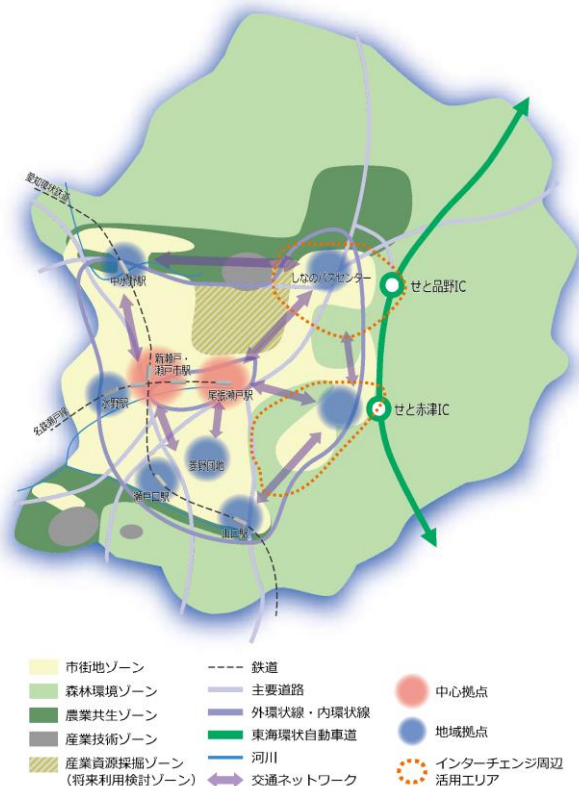 愛知環状鉄道
中水野駅
しなのバスセンター
せと品野IC
新瀬戸・
瀬戸市駅
尾張瀬戸駅
水野駅
名鉄瀬戸線
せと赤津IC
菱野団地
瀬戸口駅
山口駅
市街地ゾーン
森林環境ゾーン
農業共生ゾーン
産業技術ゾーン
産業資源採掘ゾーン
(将来利用検討ゾーン)
鉄道
主要道路
外環状線・内環状線
東海環状自動車道
河川
交通ネットワーク
中心拠点
地域拠点
インターチェンジ周辺
活用エリア